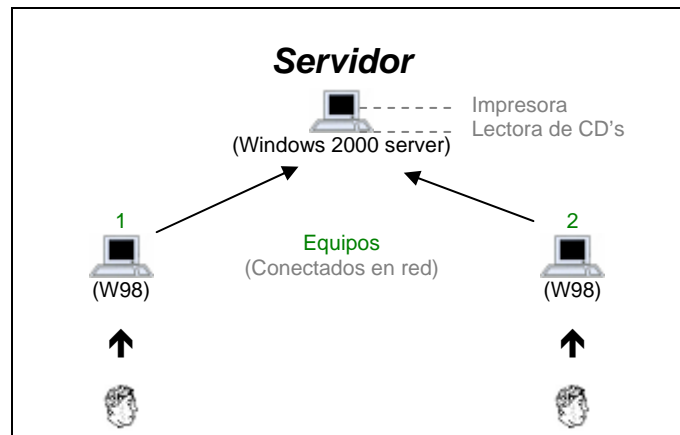 Servidor
Impresora
Lectora de CD's
(Windows 2000 server)
1
2
Equipos
(Conectados en red)
(W98)
(W98)